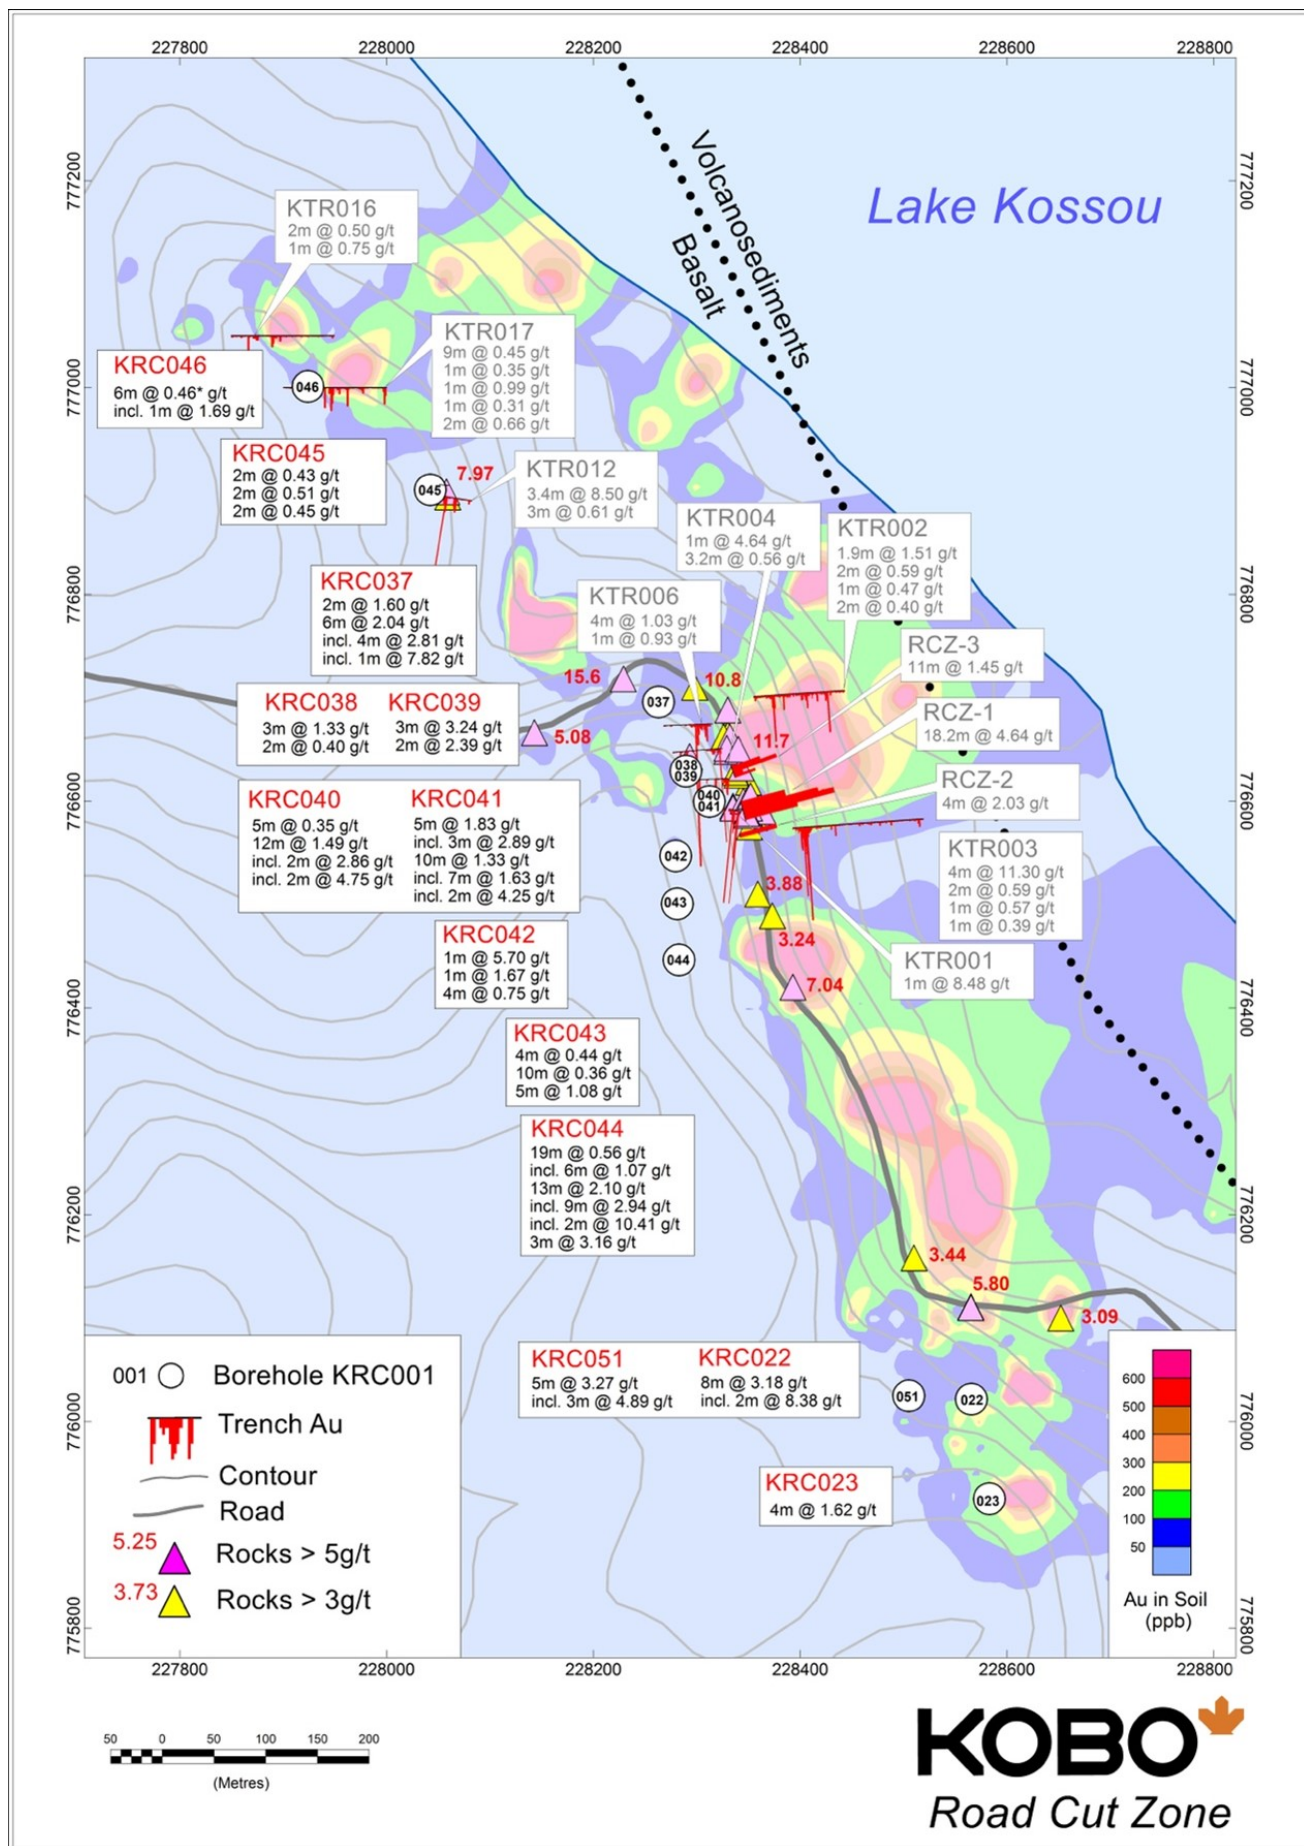 227800 228000 228200 228400 228600 228800
777200
777000
776800
776600
776400
776200
776000
775800
777200
777000
776800
776600
776400
776200
776000
775800
Lake Kossou
Volcanosediments
Basalt
KTR016
2m @ 0.50 g/t
1m @ 0.75 g/t
KTR017
9m @ 0.45 g/t
1m @ 0.35 g/t
1m @ 0.99 g/t
1m @ 0.31 g/t
2m @ 0.66 g/t
KRC046
6m @ 0.46* g/t
incl. 1m @ 1.69 g/t
046
KRC045
2m @ 0.43 g/t
2m @ 0.51 g/t
2m @ 0.45 g/t
045
7.97
KTR012
3.4m @ 8.50 g/t
3m @ 0.61 g/t
KTR004
1m @ 4.64 g/t
3.2m @ 0.56 g/t
KTR002
1.9m @ 1.51 g/t
2m @ 0.59 g/t
1m @ 0.47 g/t
2m @ 0.40 g/t
KRC037
2m @ 1.60 g/t
6m @ 2.04 g/t
incl. 4m @ 2.81 g/t
incl. 1m @ 7.82 g/t
KTR006
4m @ 1.03 g/t
1m @ 0.93 g/t
RCZ-3
11m @ 1.45 g/t
15.6
10.8
037
RCZ-1
18.2m @ 4.64 g/t
KRC038 KRC039
3m @ 1.33 g/t 3m @ 3.24 g/t
2m @ 0.40 g/t 2m @ 2.39 g/t
5.08
11.7
038
039
RCZ-2
4m @ 2.03 g/t
040
041
KRC040 KRC041
5m @ 0.35 g/t 5m @ 1.83 g/t
12m @ 1.49 g/t incl. 3m @ 2.89 g/t
incl. 2m @ 2.86 g/t 10m @ 1.33 g/t
incl. 2m @ 4.75 g/t incl. 7m @ 1.63 g/t
incl. 2m @ 4.25 g/t
042
KTR003
4m @ 11.30 g/t
2m @ 0.59 g/t
1m @ 0.57 g/t
1m @ 0.39 g/t
3.88
043
3.24
KRC042
1m @ 5.70 g/t
1m @ 1.67 g/t
4m @ 0.75 g/t
044
KTR001
1m @ 8.48 g/t
7.04
KRC043
4m @ 0.44 g/t
10m @ 0.36 g/t
5m @ 1.08 g/t
KRC044
19m @ 0.56 g/t
incl. 6m @ 1.07 g/t
13m @ 2.10 g/t
incl. 9m @ 2.94 g/t
incl. 2m @ 10.41 g/t
3m @ 3.16 g/t
3.44
5.80
3.09
KRC051 KRC022
5m @ 3.27 g/t 8m @ 3.18 g/t
incl. 3m @ 4.89 g/t incl. 2m @ 8.38 g/t
051
022
KRC023
4m @ 1.62 g/t
023
001 Borehole KRC001
Trench Au
Contour
Road
5.25 Rocks > 5g/t
3.73 Rocks > 3g/t
600
500
400
300
200
100
50
Au in Soil
(ppb)
227800 228000 228200 228400 228600 228800
50 0 50 100 150 200
(Metres)
KOBO
Road Cut Zone